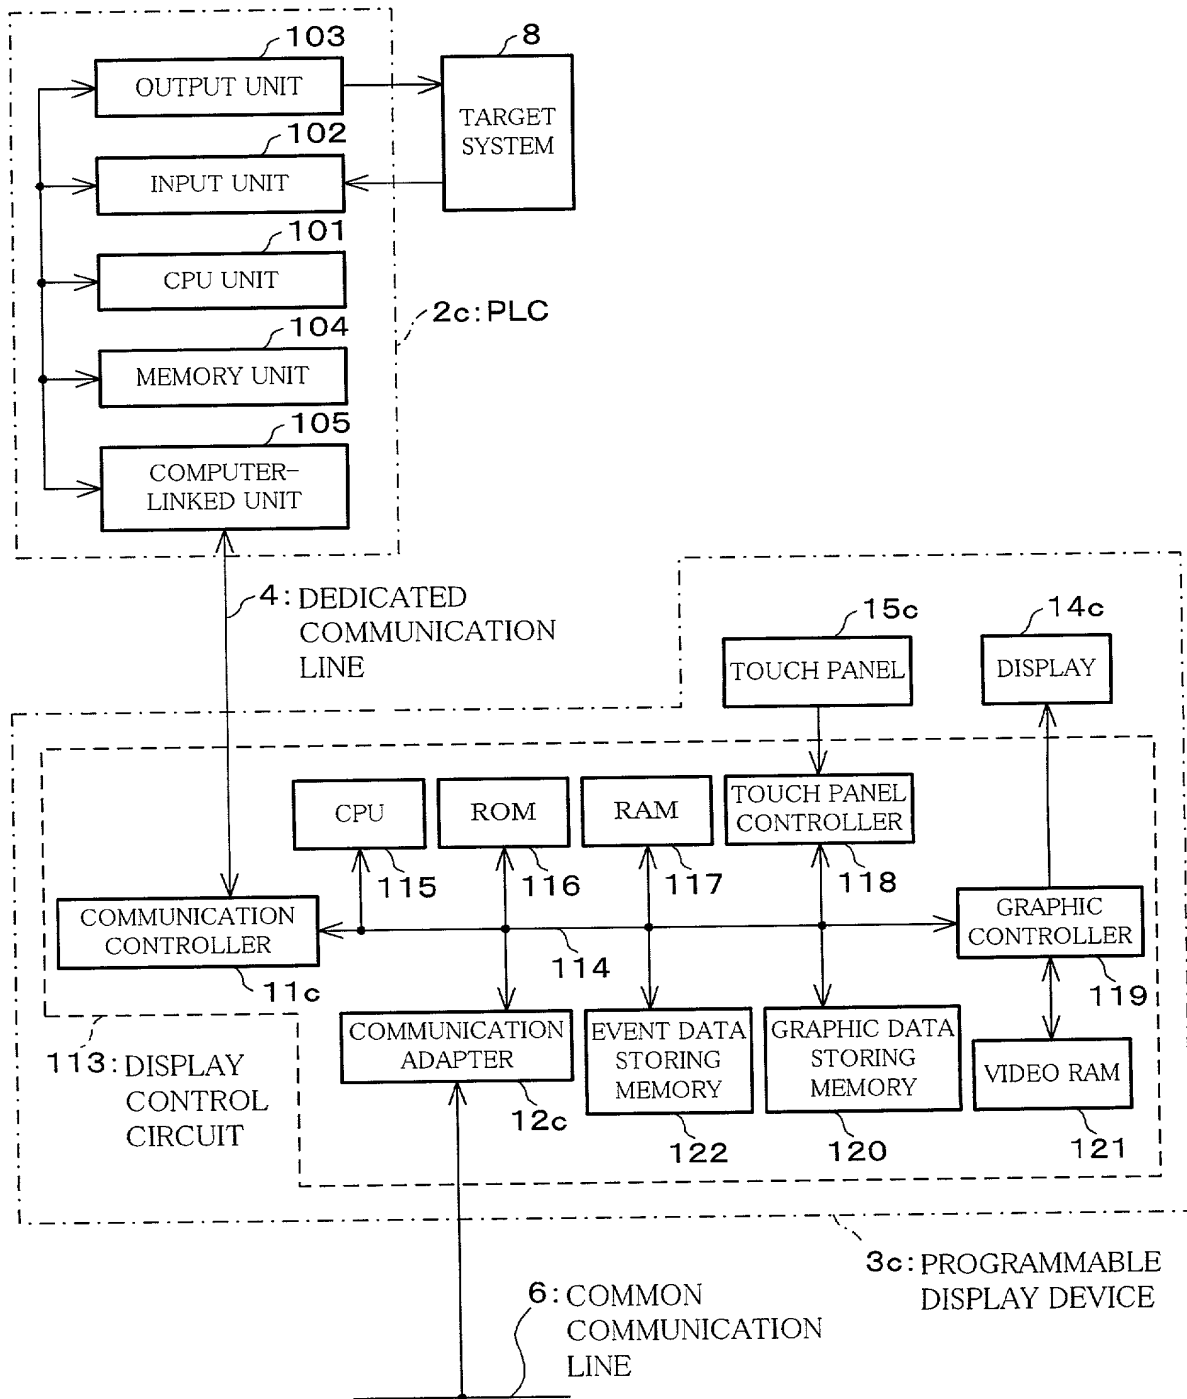 103
8
OUTPUT UNIT
TARGET
SYSTEM
102
INPUT UNIT
101
CPU UNIT
2c: PLC
104
MEMORY UNIT
105
COMPUTER-
LINKED UNIT
4: DEDICATED
COMMUNICATION
LINE
15c
14c
TOUCH PANEL
DISPLAY
CPU
ROM
RAM
TOUCH PANEL
CONTROLLER
115
116
117
118
COMMUNICATION
CONTROLLER
GRAPHIC
CONTROLLER
114
11c
119
COMMUNICATION
ADAPTER
EVENT DATA
STORING
MEMORY
GRAPHIC DATA
STORING
MEMORY
VIDEO RAM
113: DISPLAY
CONTROL
CIRCUIT
12c
122
120
121
3c: PROGRAMMABLE
DISPLAY DEVICE
6: COMMON
COMMUNICATION
LINE